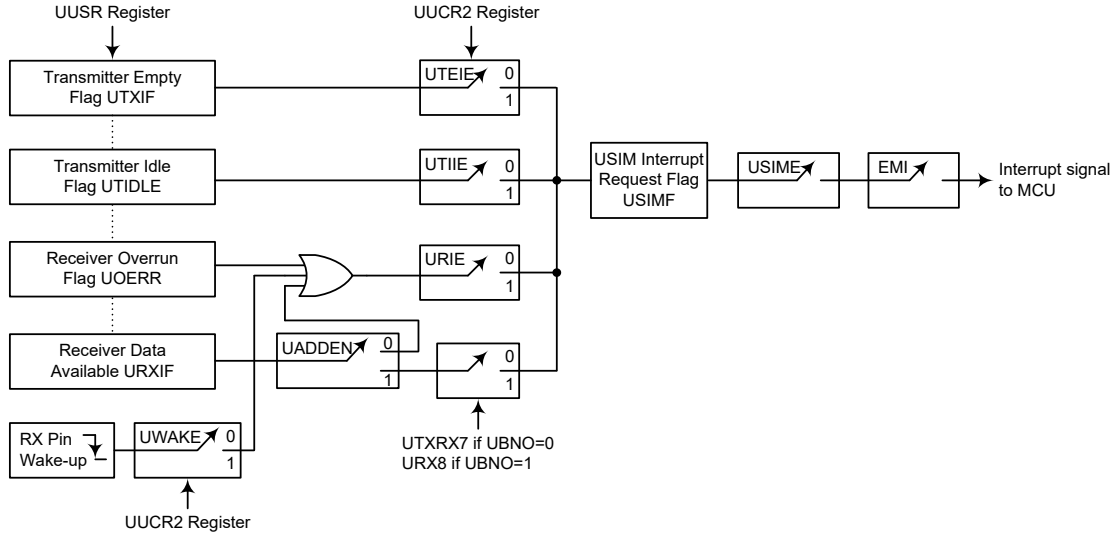 UUSR Register
UUCR2 Register
Transmitter Empty
Flag UTXIF
UTEIE
0
1
Transmitter Idle
Flag UTIDLE
UTIIE
0
1
USIM Interrupt
Request Flag
USIMF
USIME
EMI
Interrupt signal
to MCU
Receiver Overrun
Flag UOERR
URIE
0
1
Receiver Data
Available URXIF
UADDEN
0
1
0
1
RX Pin
Wake-up
UWAKE
0
1
UTXRX7 if UBNO=0
URX8 if UBNO=1
UUCR2 Register